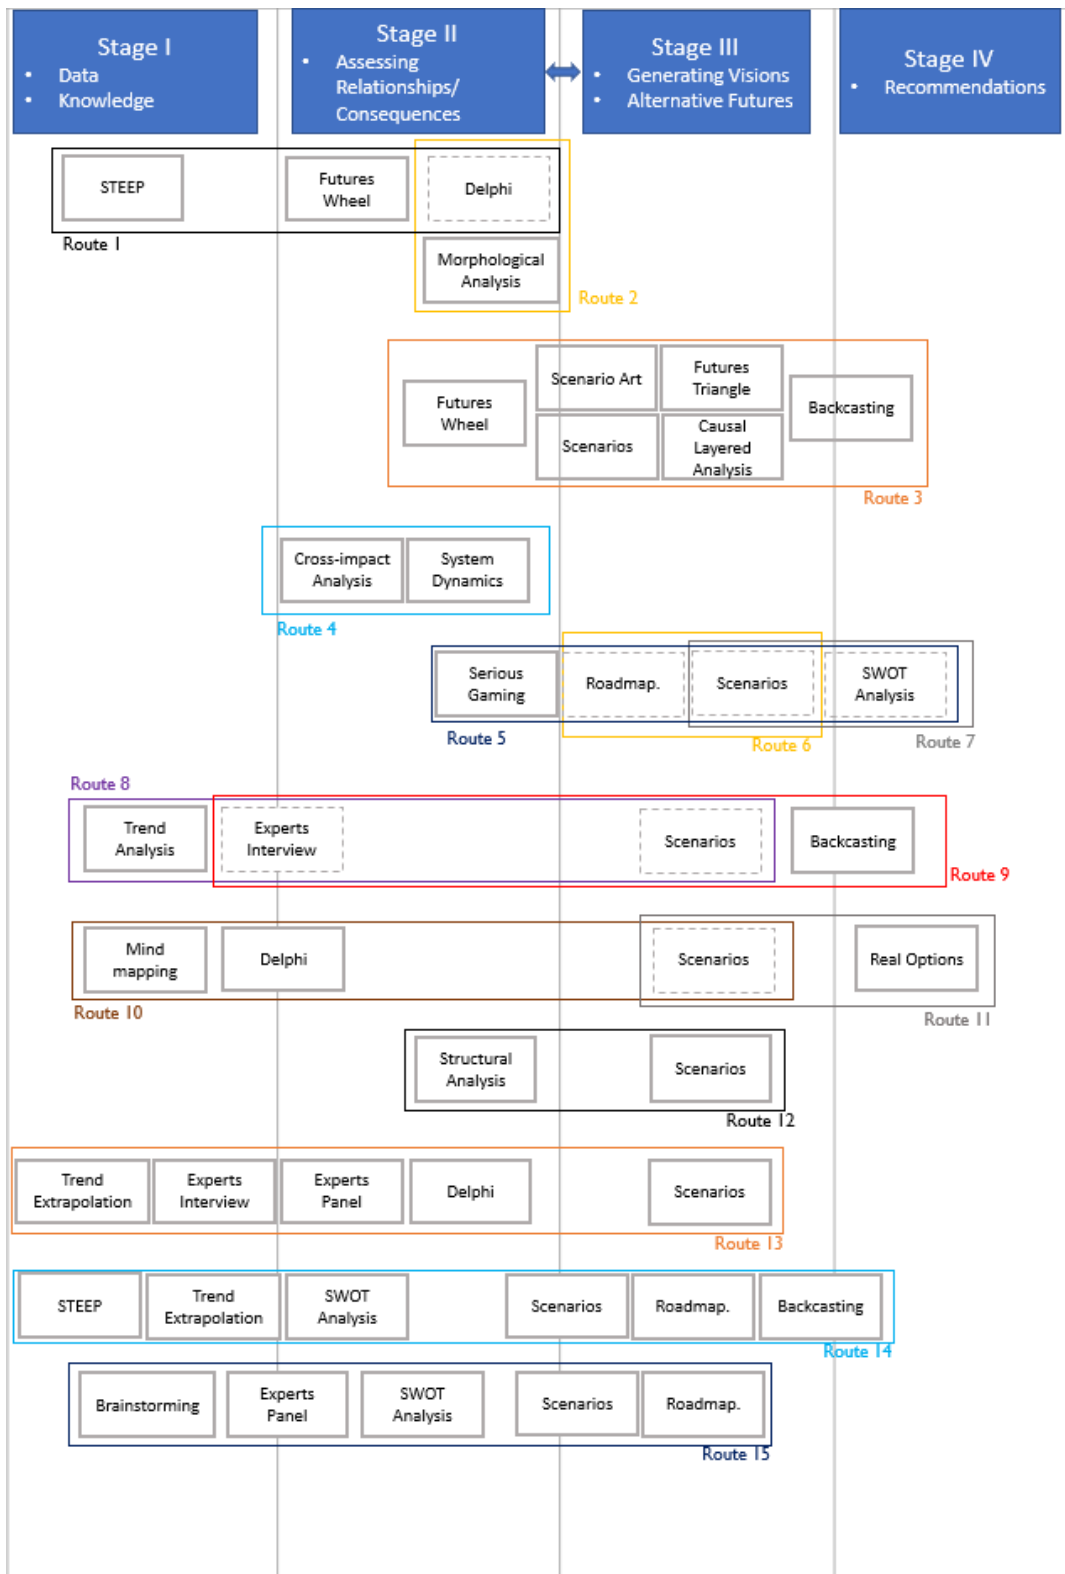 Stage I
• Data
• Knowledge
Stage II
• Assessing
Relationships/
Consequences
Stage III
• Generating Visions
• Alternative Futures
Stage IV
• Recommendations
STEEP
Futures
Wheel
Delphi
Route 1
Morphological
Analysis
Route 2
Futures
Wheel
Scenario Art
Futures
Triangle
Scenarios
Causal
Layered
Analysis
Backcasting
Route 3
Cross-impact
Analysis
System
Dynamics
Route 4
Serious
Gaming
Roadmap.
Scenarios
SWOT
Analysis
Route 5
Route 6
Route 7
Route 8
Trend
Analysis
Experts
Interview
Scenarios
Backcasting
Route 9
Mind
mapping
Delphi
Scenarios
Real Options
Route 10
Route 11
Structural
Analysis
Scenarios
Route 12
Trend
Extrapolation
Experts
Interview
Experts
Panel
Delphi
Scenarios
Route 13
STEEP
Trend
Extrapolation
SWOT
Analysis
Scenarios
Roadmap.
Backcasting
Route 14
Brainstorming
Experts
Panel
SWOT
Analysis
Scenarios
Roadmap.
Route 15